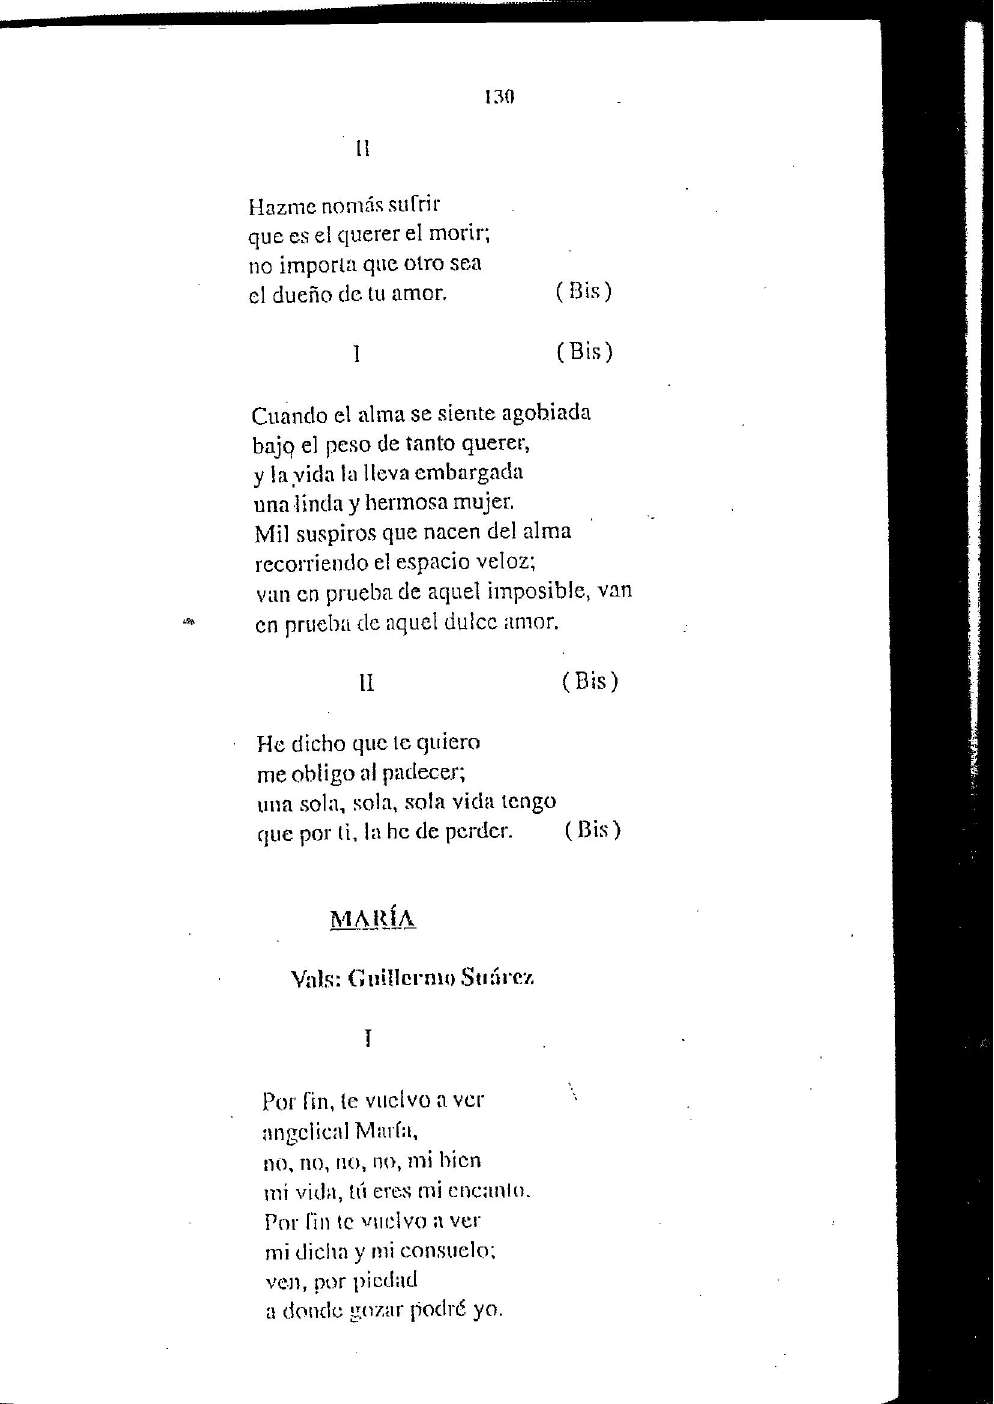 130
II
Hazme nomás sufrir
que es el querer el morir;
no importa que otro sea
el dueño de tu amor. (Bis)
I (Bis)
Cuando el alma se siente agobiada
bajo el peso de tanto querer,
y la vida la lleva embargada
una linda y hermosa mujer.
Mil suspiros que nacen del alma
recorriendo el espacio veloz;
van en prueba de aquel imposible, van
en prueba de aquel dulce amor.
II (Bis)
He dicho que te quiero
me obligo al padecer;
una sola, sola, sola vida tengo
que por ti, la he de perder. (Bis)
MARÍA
Vals: Guillermo Suárez
I
Por fin, te vuelvo a ver
angelical María,
no, no, no, no, mi bien
mi vida, tú eres mi encanto.
Por fin te vuelvo a ver
mi dicha y mi consuelo;
ven, por piedad
a donde gozar podré yo.